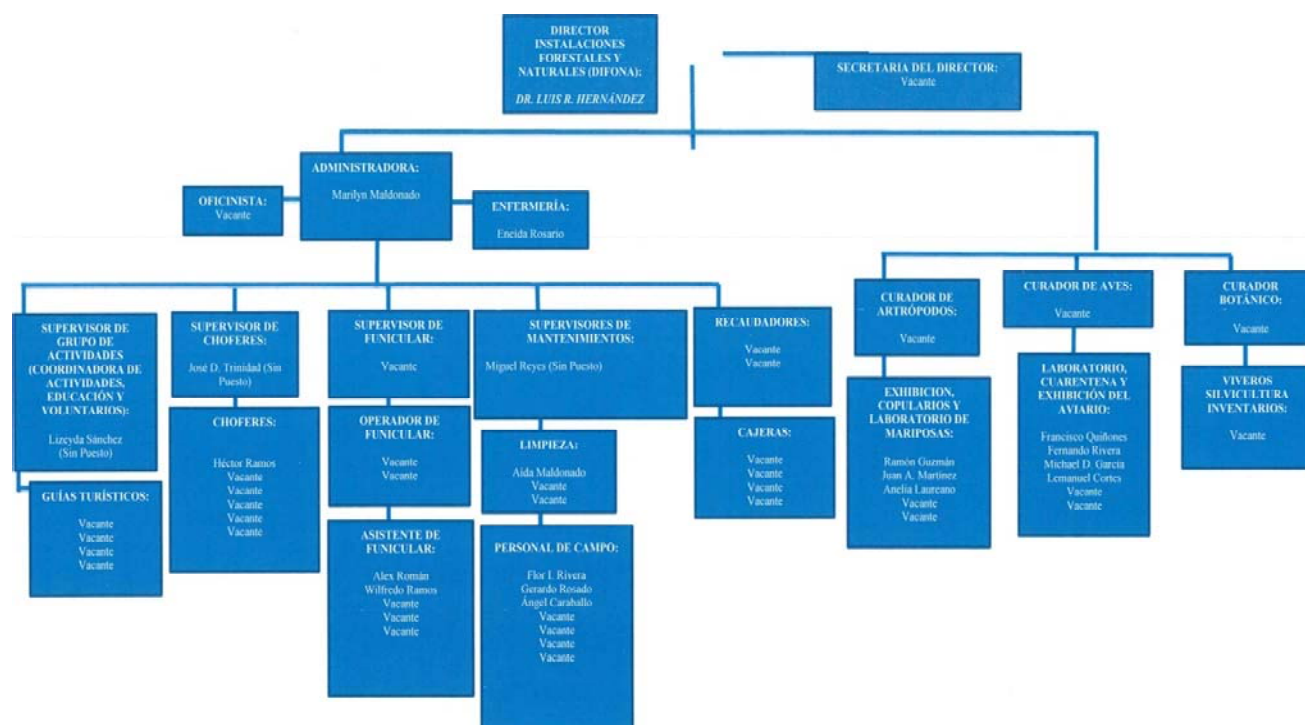 DIRECTOR
INSTALACIONES
FORESTALES Y
NATURALES (DIFONA):
DR. LUIS R. HERNÁNDEZ
SECRETARIA DEL DIRECTOR:
Vacante
ADMINISTRADORA:
Marilyn Maldonado
OFICINISTA:
Vacante
ENFERMERÍA:
Eneida Rosario
SUPERVISOR DE
GRUPO DE
ACTIVIDADES
(COORDINADORA DE
ACTIVIDADES,
EDUCACIÓN Y
VOLUNTARIOS):
Lizeyda Sánchez
(Sin Puesto)
GUÍAS TURÍSTICOS:
Vacante
Vacante
Vacante
Vacante
SUPERVISOR DE
CHOFERES:
José D. Trinidad (Sin
Puesto)
CHOFERES:
Héctor Ramos
Vacante
Vacante
Vacante
Vacante
Vacante
SUPERVISOR DE
FUNICULAR:
Vacante
OPERADOR DE
FUNICULAR:
Vacante
Vacante
ASISTENTE DE
FUNICULAR:
Alex Román
Wilfredo Ramos
Vacante
Vacante
Vacante
SUPERVISORES DE
MANTENIMIENTOS:
Miguel Reyes (Sin Puesto)
LIMPIEZA:
Aida Maldonado
Vacante
Vacante
PERSONAL DE CAMPO:
Flor I. Rivera
Gerardo Rosado
Ángel Caraballo
Vacante
Vacante
Vacante
Vacante
RECAUDADORES:
Vacante
Vacante
CAJERAS:
Vacante
Vacante
Vacante
Vacante
CURADOR DE
ARTRÓPODOS:
Vacante
EXHIBICION,
COPULARIOS Y
LABORATORIO DE
MARIPOSAS:
Ramón Guzmán
Juan A. Martínez
Anelia Laureano
Vacante
Vacante
CURADOR DE AVES:
Vacante
LABORATORIO,
CUARENTENA Y
EXHIBICIÓN DEL
AVIARIO:
Francisco Quiñones
Fernando Rivera
Michael D. García
Lemanuel Cortes
Vacante
Vacante
CURADOR
BOTÁNICO:
Vacante
VIVEROS
SILVICULTURA
INVENTARIOS:
Vacante